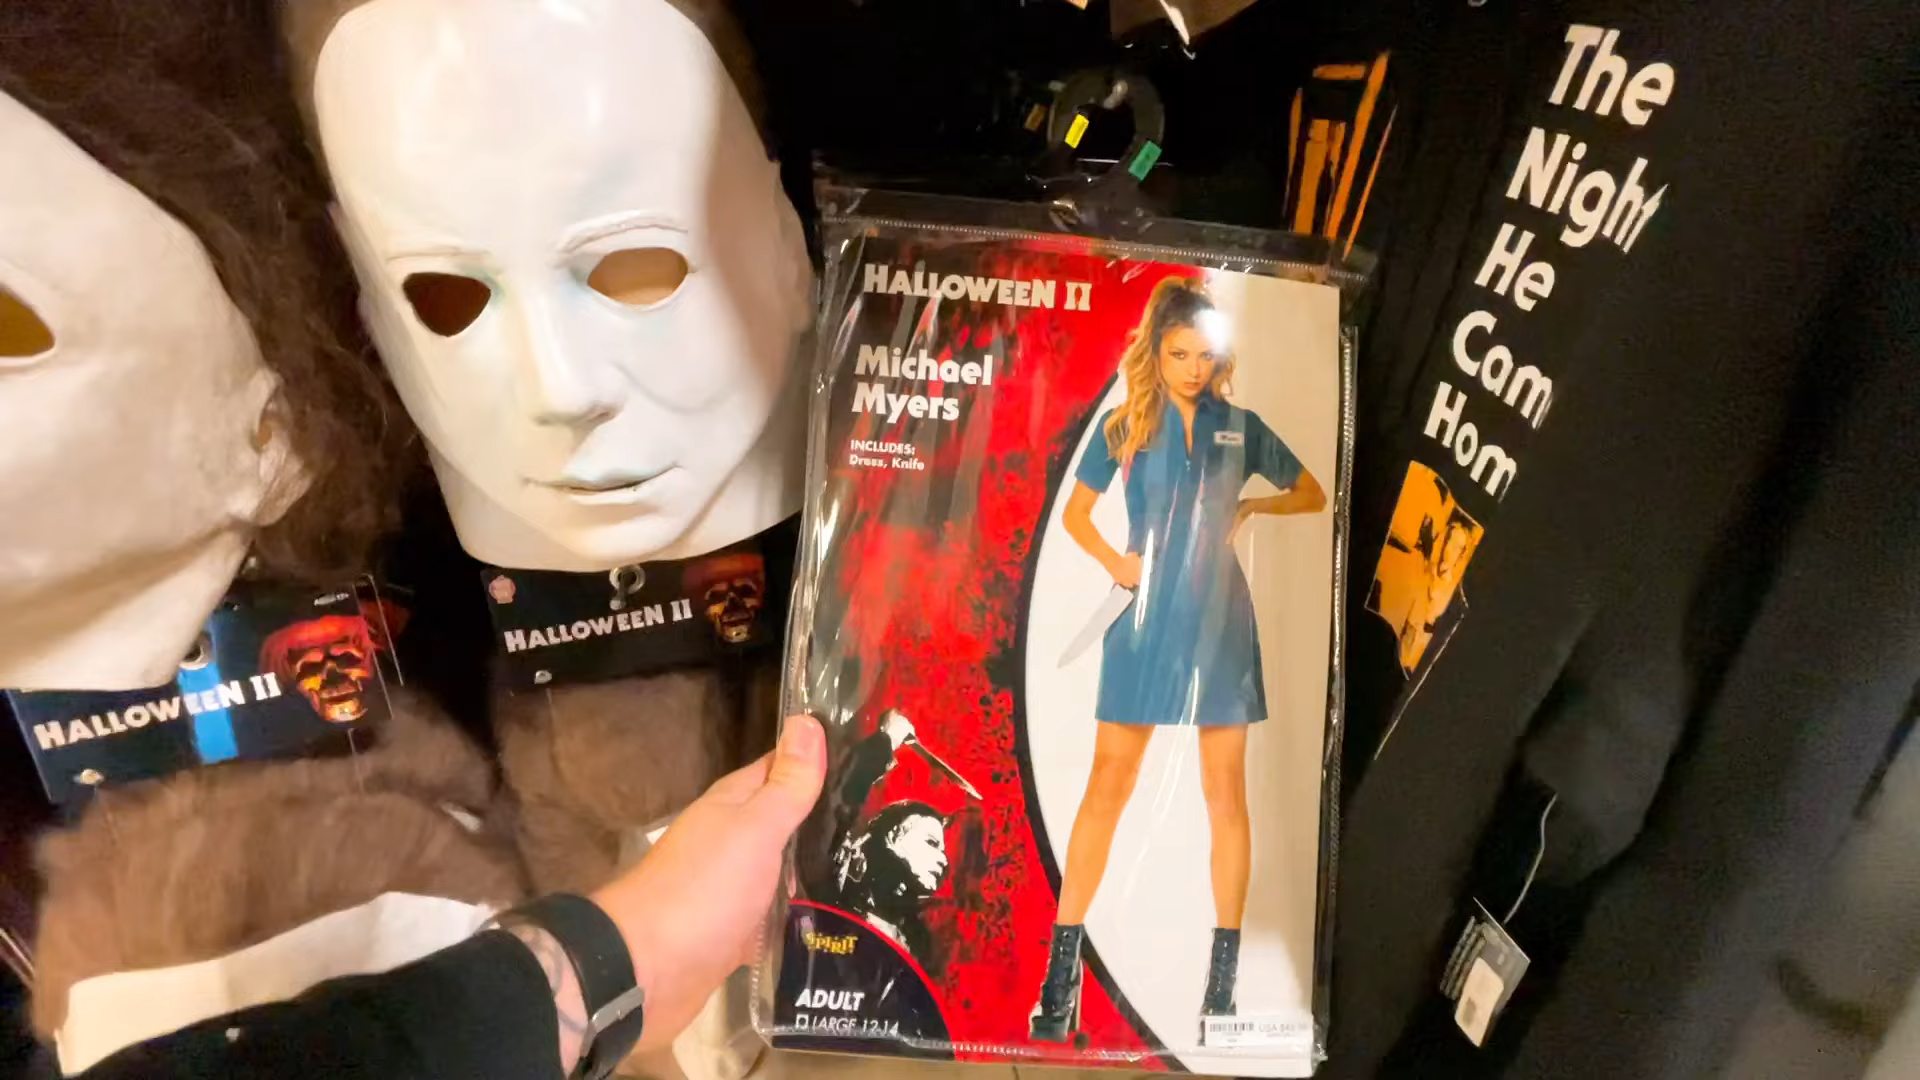 HALLOWEEN II
HALLOWEEN II
HALLOWEEN II
Michael
Myers
INCLUDES:
Dress, Knife
SPIRIT
ADULT
LARGE 12-14
The
Night
He
Cam
Hom